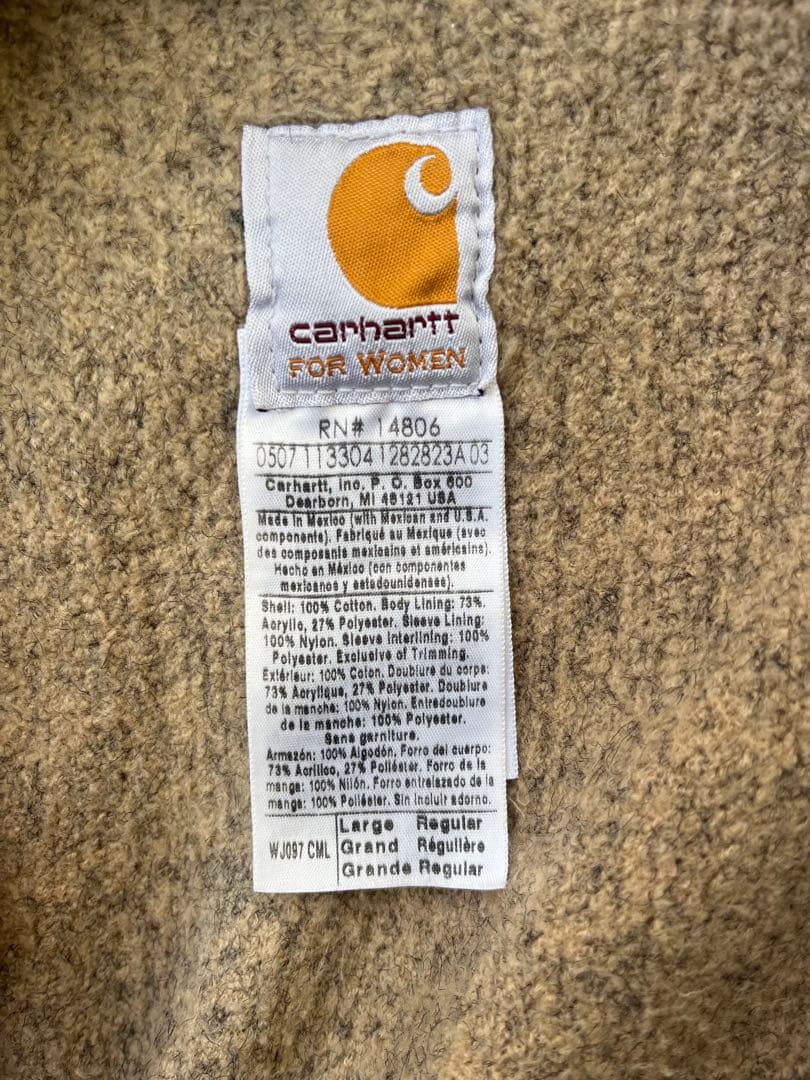 carhartt
FOR WOMEN
RN# 14806
0507 113304 1282823A 03
Carhartt, Inc. P. O. Box 600
Dearborn, MI 48121 USA
Made in Mexico (with Mexican and U.S.A.
components). Fabriqué au Mexique (avec
des composants mexicains et américains).
Hecho en México (con componentes
mexicanos y estadounidenses).
Shell: 100% Cotton. Body Lining: 73%
Acrylic, 27% Polyester. Sleeve Lining:
100% Nylon. Sleeve Interlining: 100%
Polyester. Exclusive of Trimming.
Extérieur: 100% Coton. Doublure du corps:
73% Acrylique, 27% Polyester. Doublure
de la manche: 100% Nylon. Entredoublure
de la manche: 100% Polyester.
Sans garniture.
Armazón: 100% Algodón. Forro del cuerpo:
73% Acrílico, 27% Poliéster. Forro de la
manga: 100% Nilón. Forro entrelazado de la
manga: 100% Poliéster. Sin incluir adorno.
WJ097 CML
Large Regular
Grand Régulière
Grande Regular